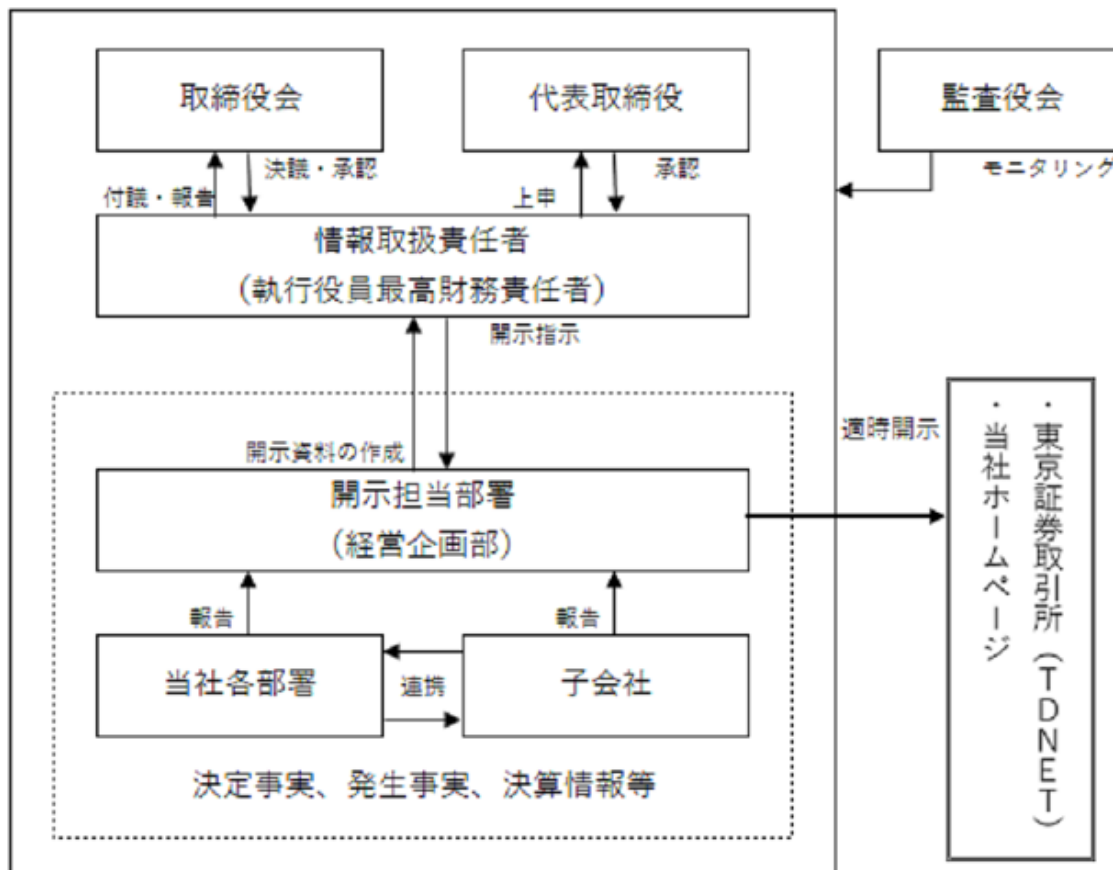 取締役会
代表取締役
監査役会
決議・承認
承認
モニタリング
付議・報告
上申
情報取扱責任者
(執行役員最高財務責任者)
開示指示
適時開示
・東京証券取引所（TDNET）
・当社ホームページ
開示資料の作成
開示担当部署
(経営企画部)
報告
報告
当社各部署
連携
子会社
決定事実、発生事実、決算情報等